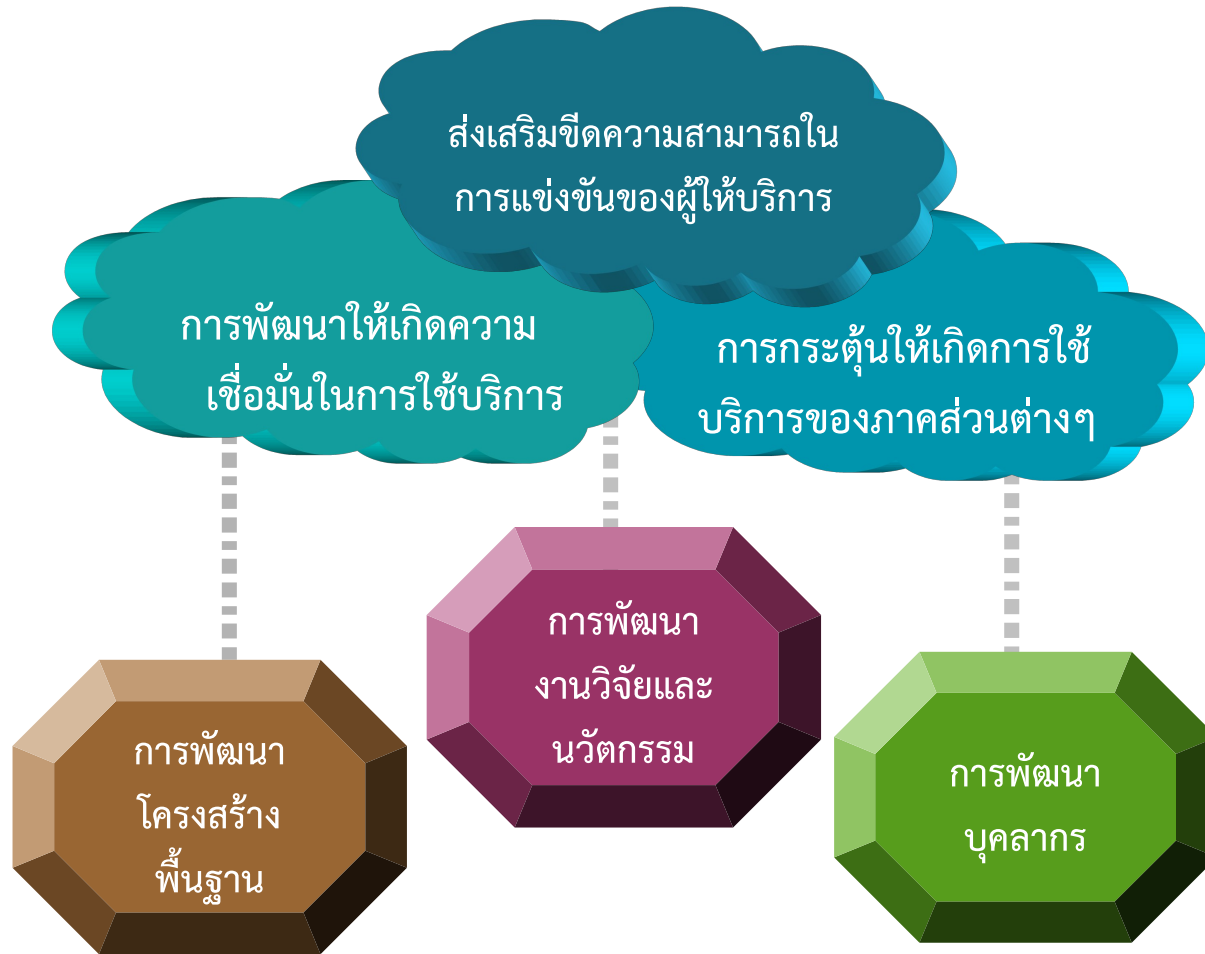 ส่งเสริมขีดความสามารถใน
การแข่งขันของผู้ให้บริการ
การพัฒนาให้เกิดความ
เชื่อมั่นในการใช้บริการ
การกระตุ้นให้เกิดการใช้
บริการของภาคส่วนต่างๆ
การพัฒนา
งานวิจัยและ
นวัตกรรม
การพัฒนา
โครงสร้าง
พื้นฐาน
การพัฒนา
บุคลากร